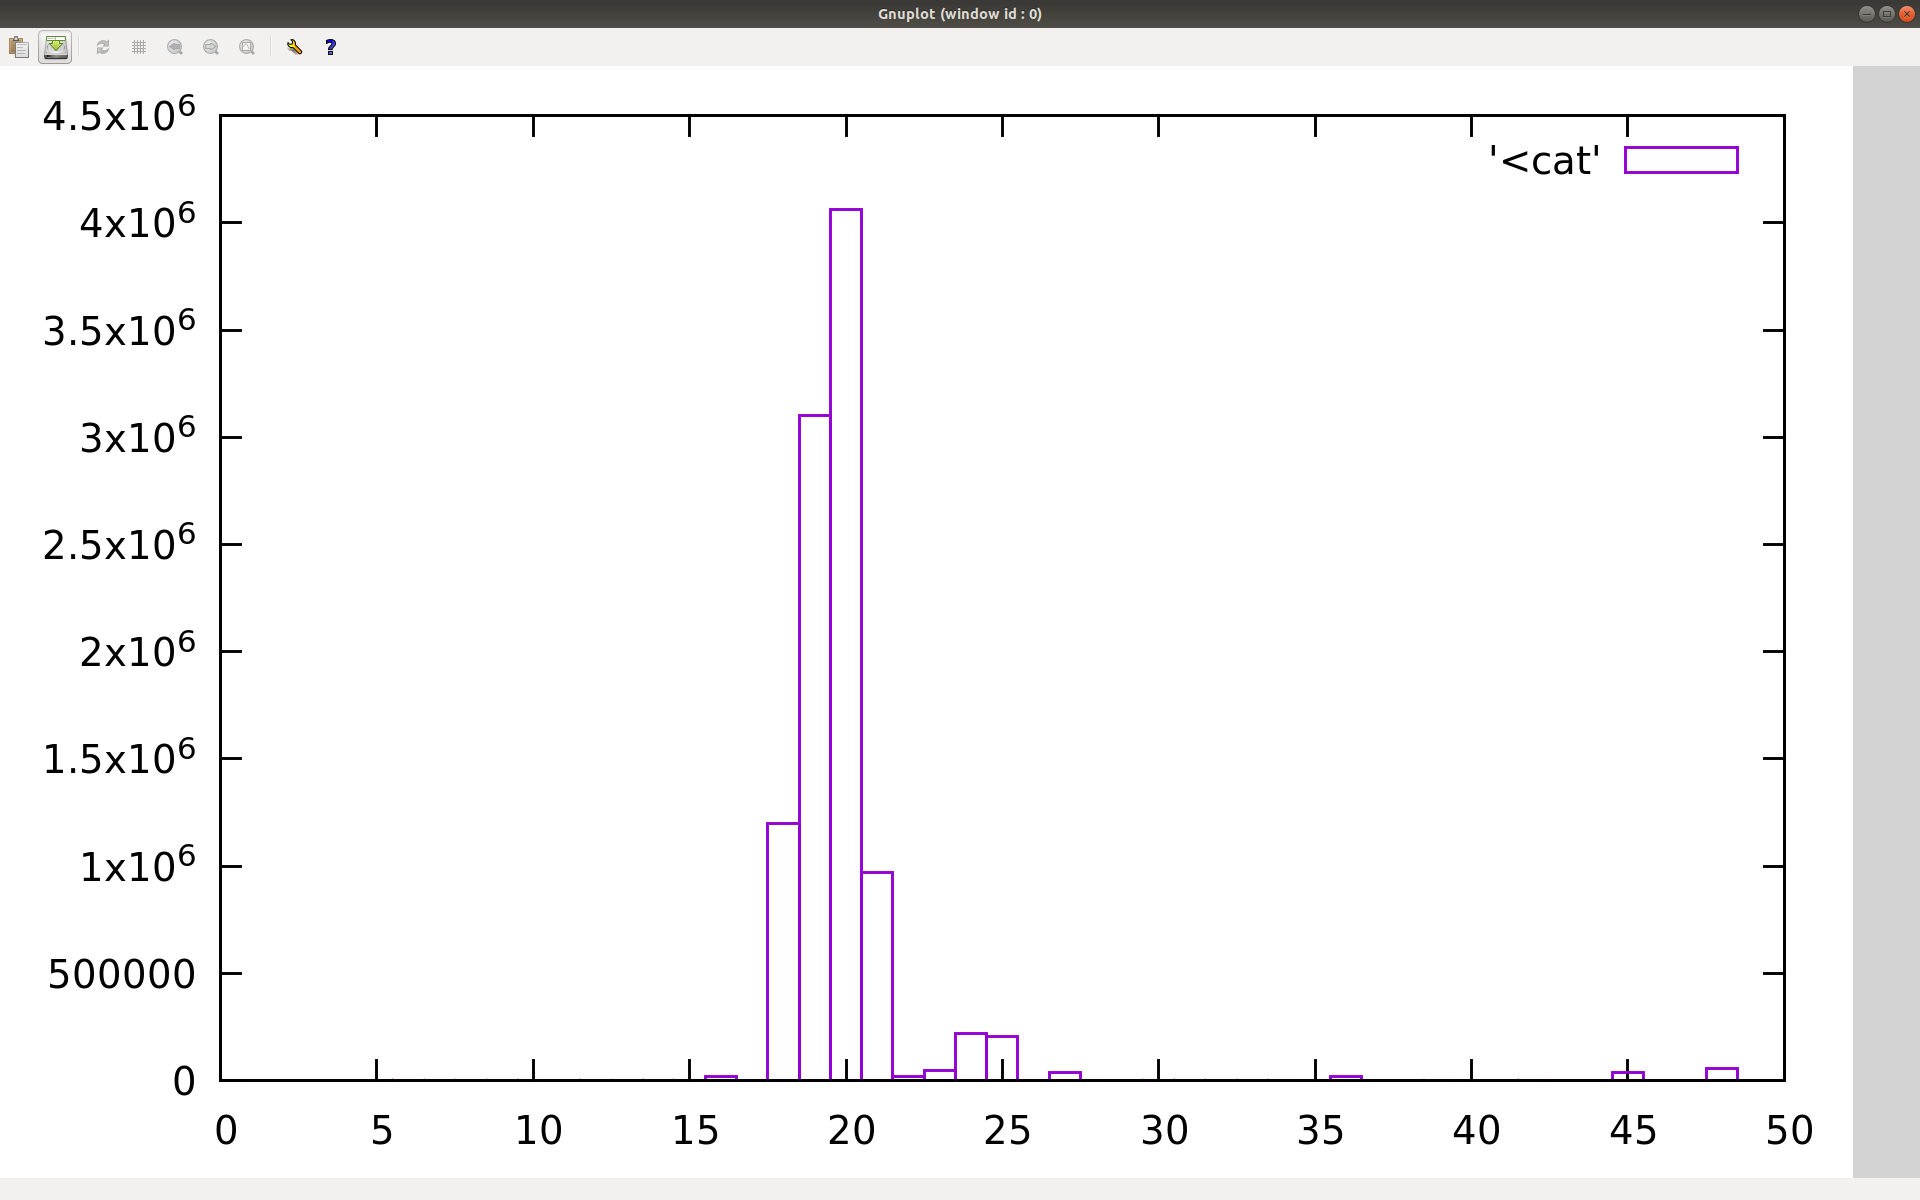 Gnuplot (window id : 0)
4.5x10⁶
'<cat'
4x10⁶
3.5x10⁶
3x10⁶
2.5x10⁶
2x10⁶
1.5x10⁶
1x10⁶
500000
0
0 5 10 15 20 25 30 35 40 45 50